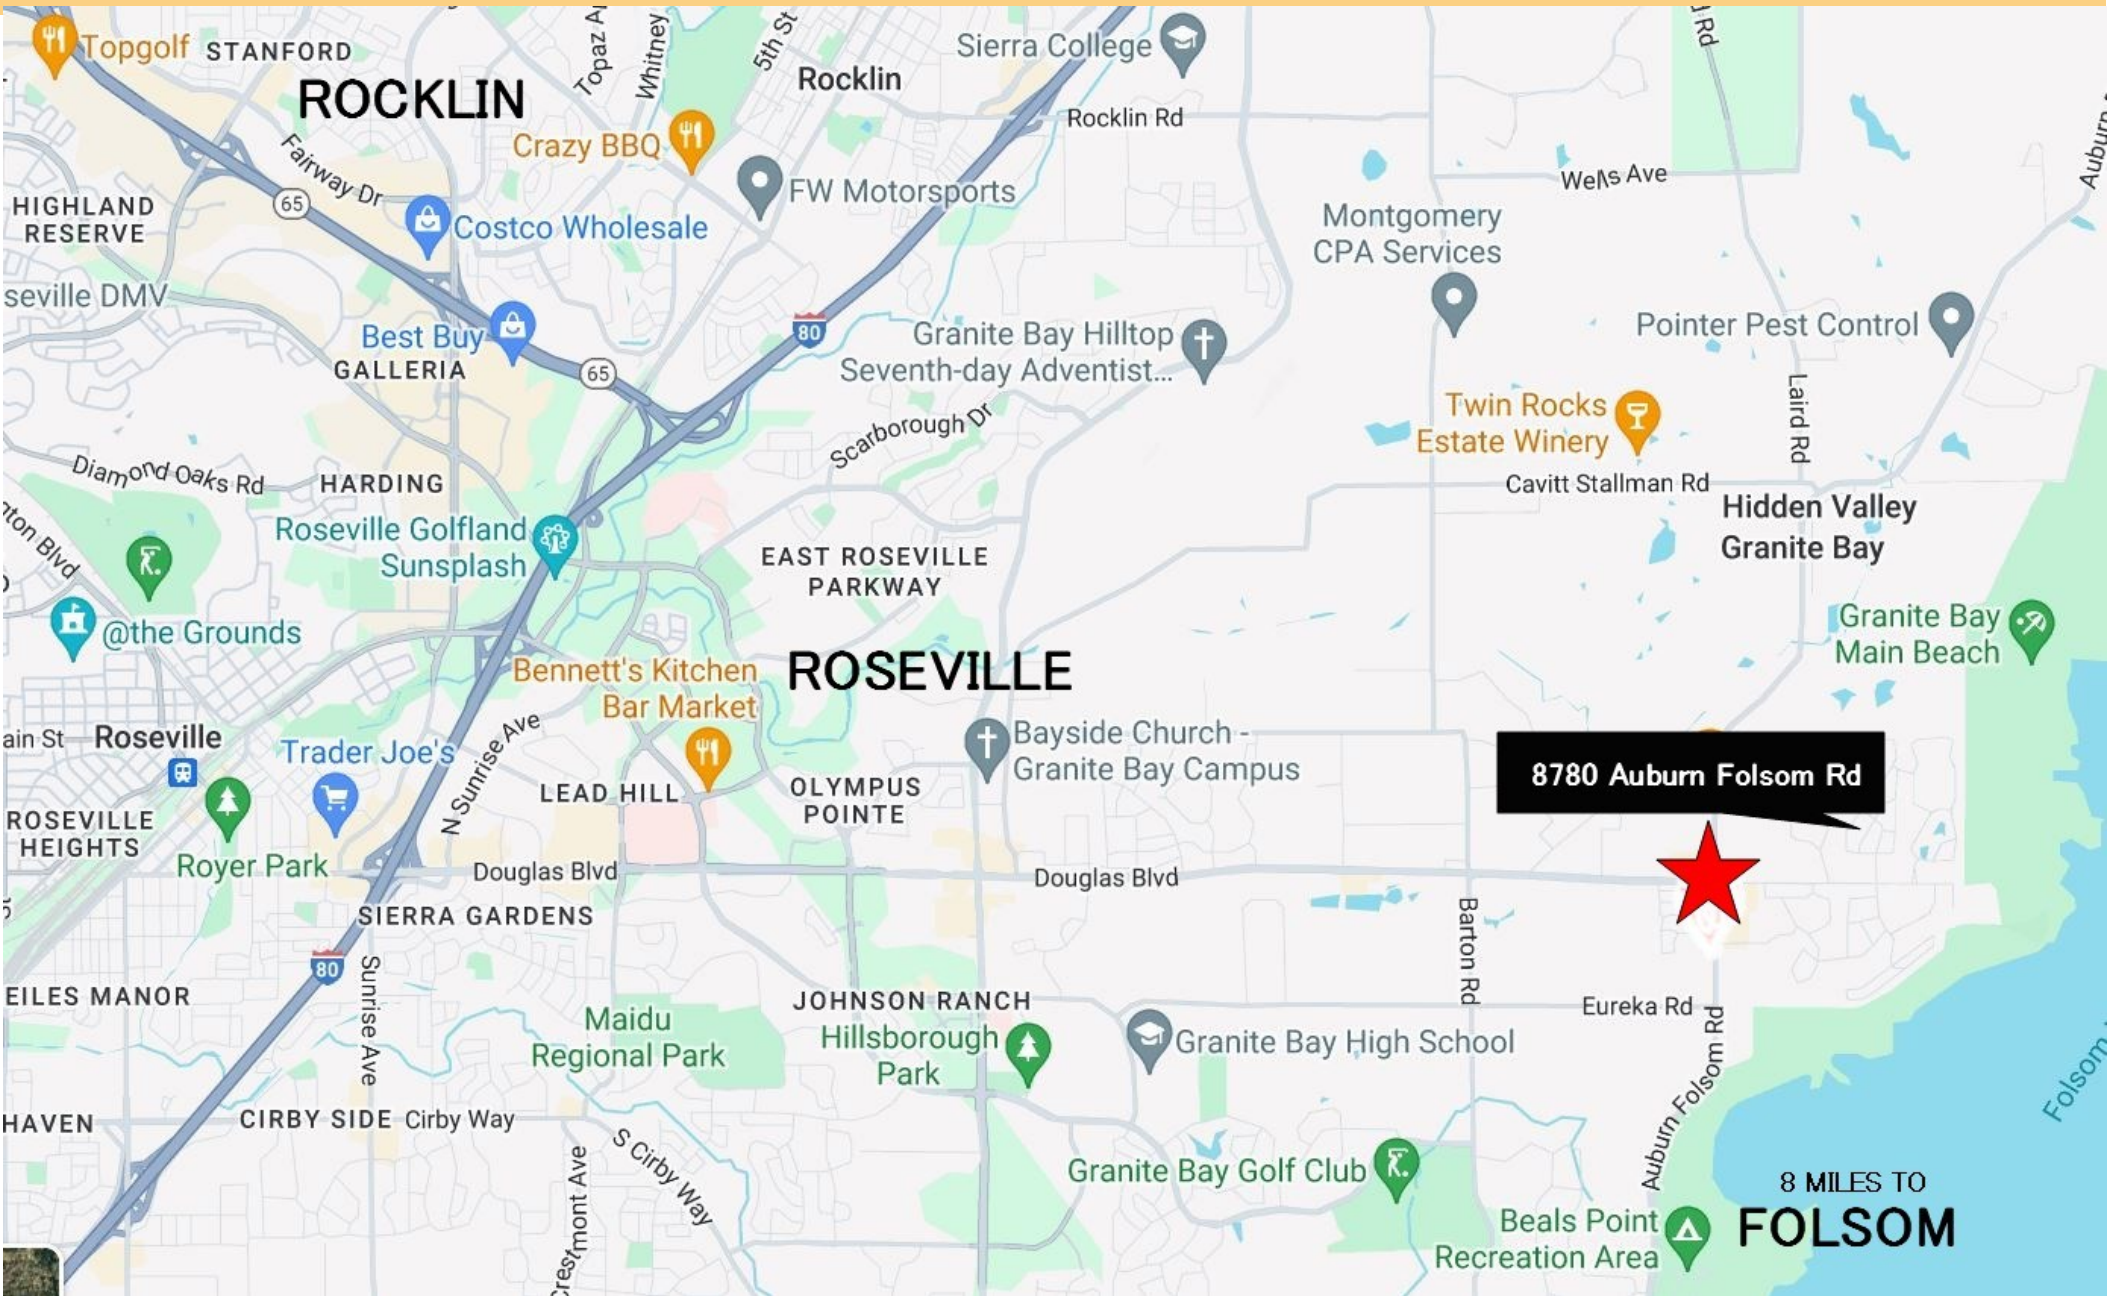 Topgolf
STANFORD
ROCKLIN
Topaz A
Whitney
5th St
Rocklin
Sierra College
Rocklin Rd
d Rd
Auburn
Crazy BBQ
Fairway Dr
65
FW Motorsports
Wells Ave
HIGHLAND
RESERVE
Costco Wholesale
Montgomery
CPA Services
seville DMV
Best Buy
GALLERIA
80
65
Granite Bay Hilltop
Seventh-day Adventist...
Pointer Pest Control
Laird Rd
Twin Rocks
Estate Winery
Scarborough Dr
Diamond Oaks Rd
HARDING
Cavitt Stallman Rd
Hidden Valley
Granite Bay
nton Blvd
Roseville Golfland
Sunsplash
EAST ROSEVILLE
PARKWAY
@the Grounds
Granite Bay
Main Beach
Bennett's Kitchen
Bar Market
ROSEVILLE
ain St
Roseville
Trader Joe's
N Sunrise Ave
Bayside Church -
Granite Bay Campus
8780 Auburn Folsom Rd
LEAD HILL
OLYMPUS
POINTE
ROSEVILLE
HEIGHTS
Royer Park
Douglas Blvd
Douglas Blvd
SIERRA GARDENS
Barton Rd
80
Sunrise Ave
EILES MANOR
JOHNSON RANCH
Eureka Rd
Maidu
Regional Park
Hillsborough
Park
Granite Bay High School
Auburn Folsom Rd
Folsom
HAVEN
CIRBY SIDE
Cirby Way
S Cirby Way
Crestmont Ave
Granite Bay Golf Club
8 MILES TO
FOLSOM
Beals Point
Recreation Area